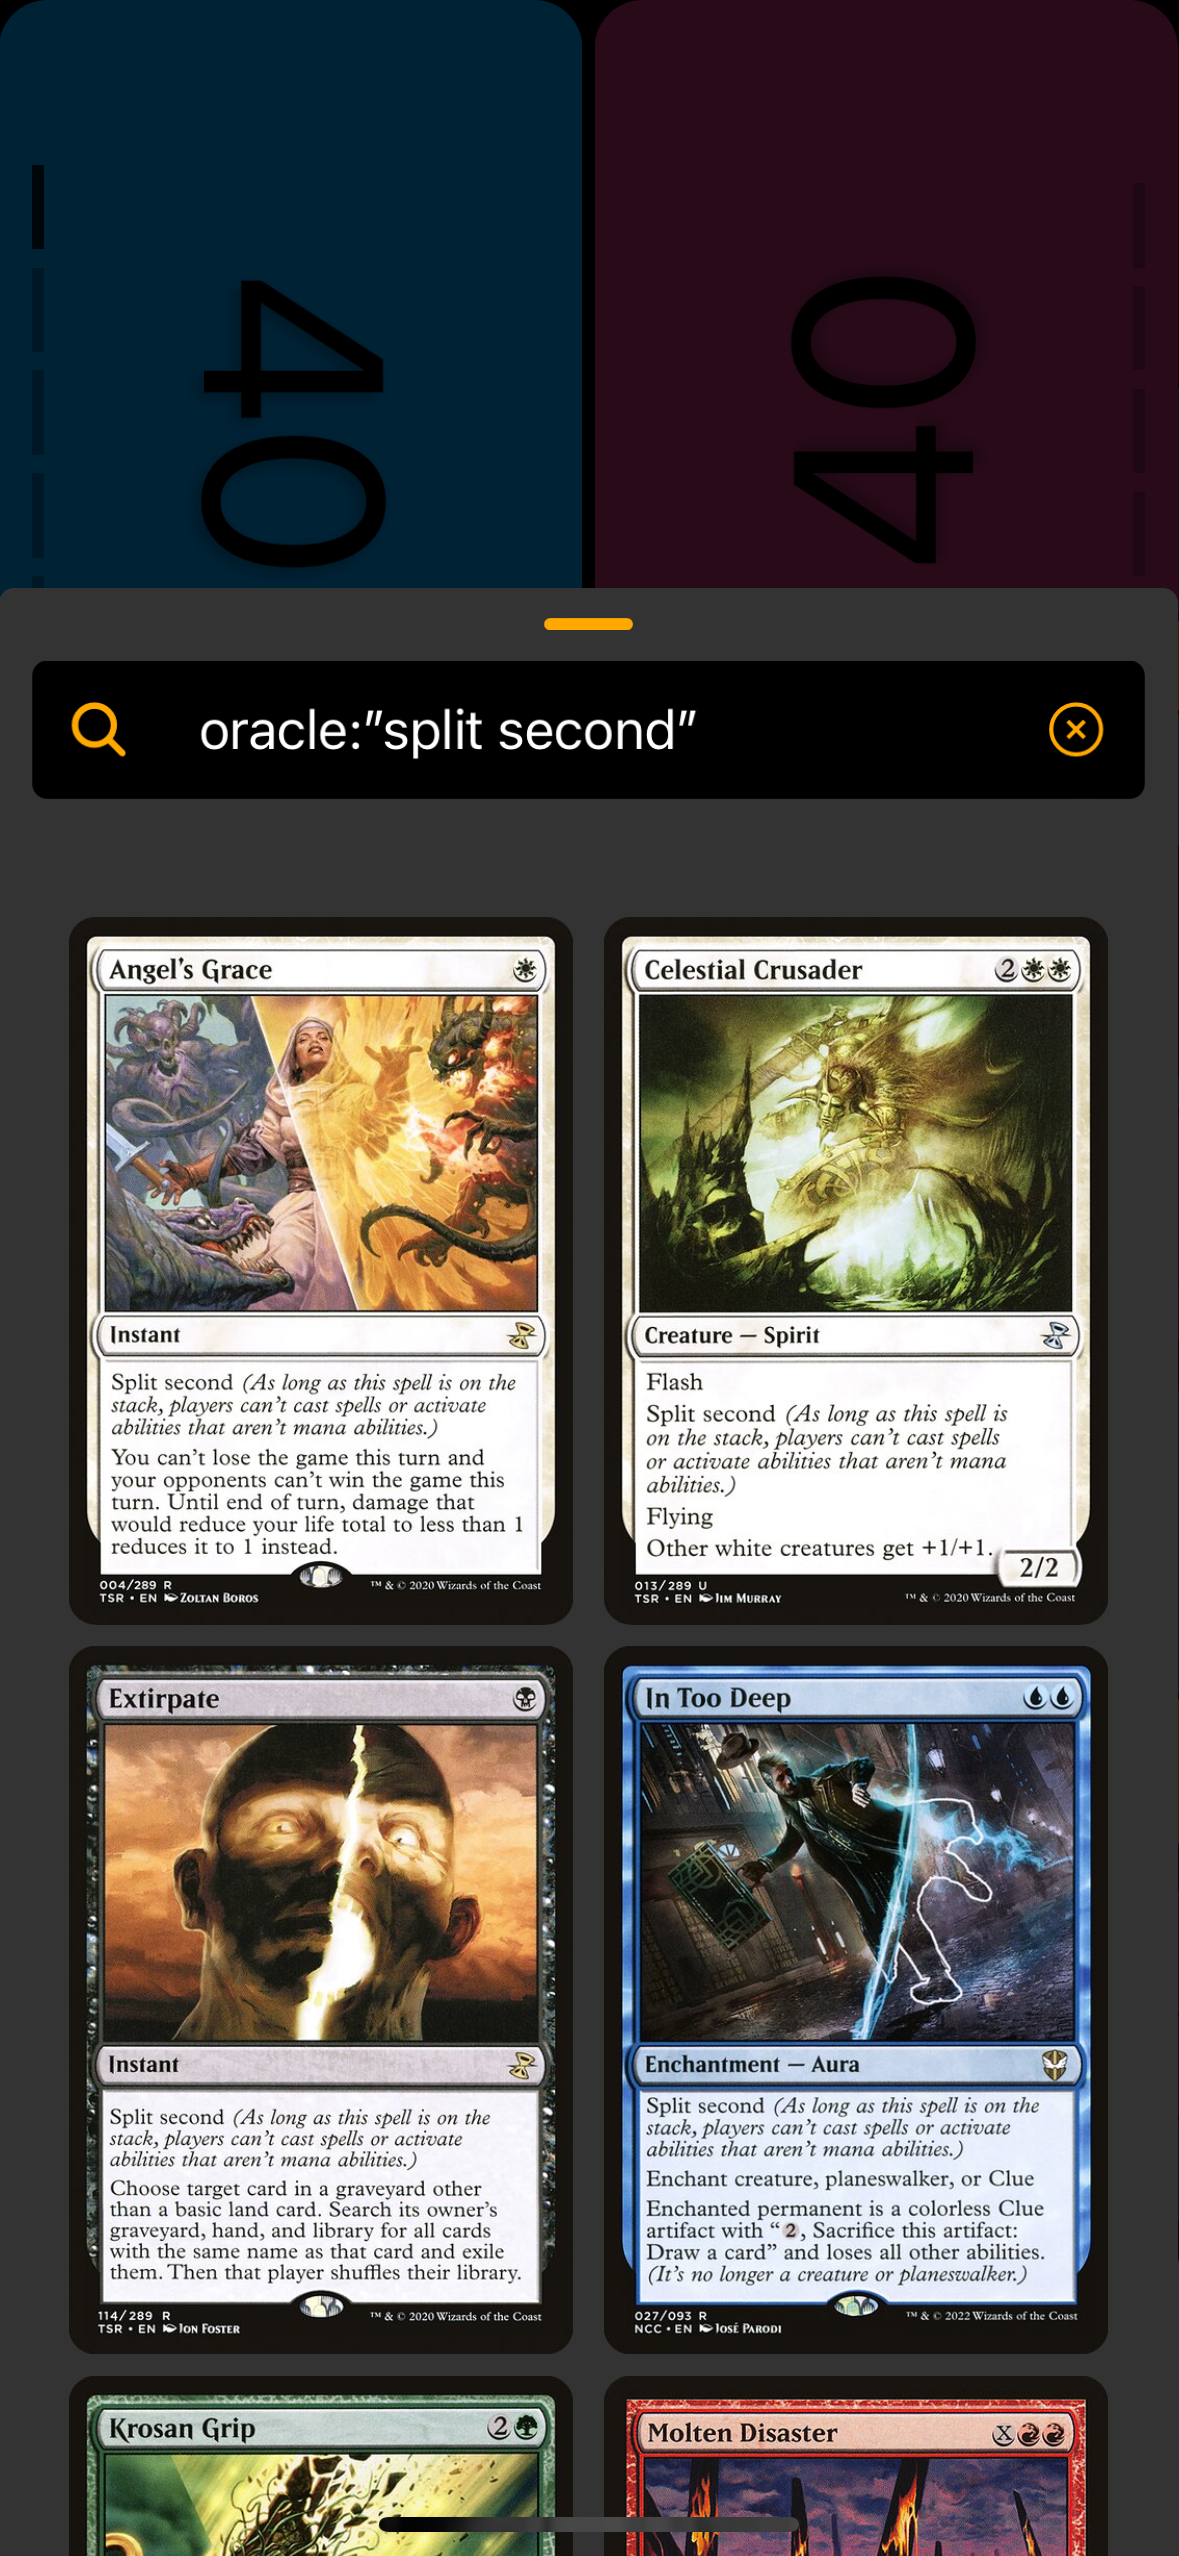 40
40
oracle:”split second”
Angel's Grace
Instant
Split second (As long as this spell is on the
stack, players can't cast spells or activate
abilities that aren't mana abilities.)
You can't lose the game this turn and
your opponents can't win the game this
turn. Until end of turn, damage that
would reduce your life total to less than 1
reduces it to 1 instead.
004/289 R
TSR • EN ZOLTAN BOROS
™ & © 2020 Wizards of the Coast
Celestial Crusader
2
Creature — Spirit
Flash
Split second (As long as this spell is
on the stack, players can't cast spells
or activate abilities that aren't mana
abilities.)
Flying
Other white creatures get +1/+1.
2/2
013/289 U
TSR • EN JIM MURRAY
™ & © 2020 Wizards of the Coast
Extirpate
Instant
Split second (As long as this spell is on the
stack, players can't cast spells or activate
abilities that aren't mana abilities.)
Choose target card in a graveyard other
than a basic land card. Search its owner's
graveyard, hand, and library for all cards
with the same name as that card and exile
them. Then that player shuffles their library.
114/289 R
TSR • EN JON FOSTER
™ & © 2020 Wizards of the Coast
In Too Deep
Enchantment — Aura
Split second (As long as this spell is on the
stack, players can't cast spells or activate
abilities that aren't mana abilities.)
Enchant creature, planeswalker, or Clue
Enchanted permanent is a colorless Clue
artifact with “2, Sacrifice this artifact:
Draw a card” and loses all other abilities.
(It's no longer a creature or planeswalker.)
027/093 R
NCC • EN JOSÉ PARODI
™ & © 2022 Wizards of the Coast
Krosan Grip
2
Molten Disaster
X